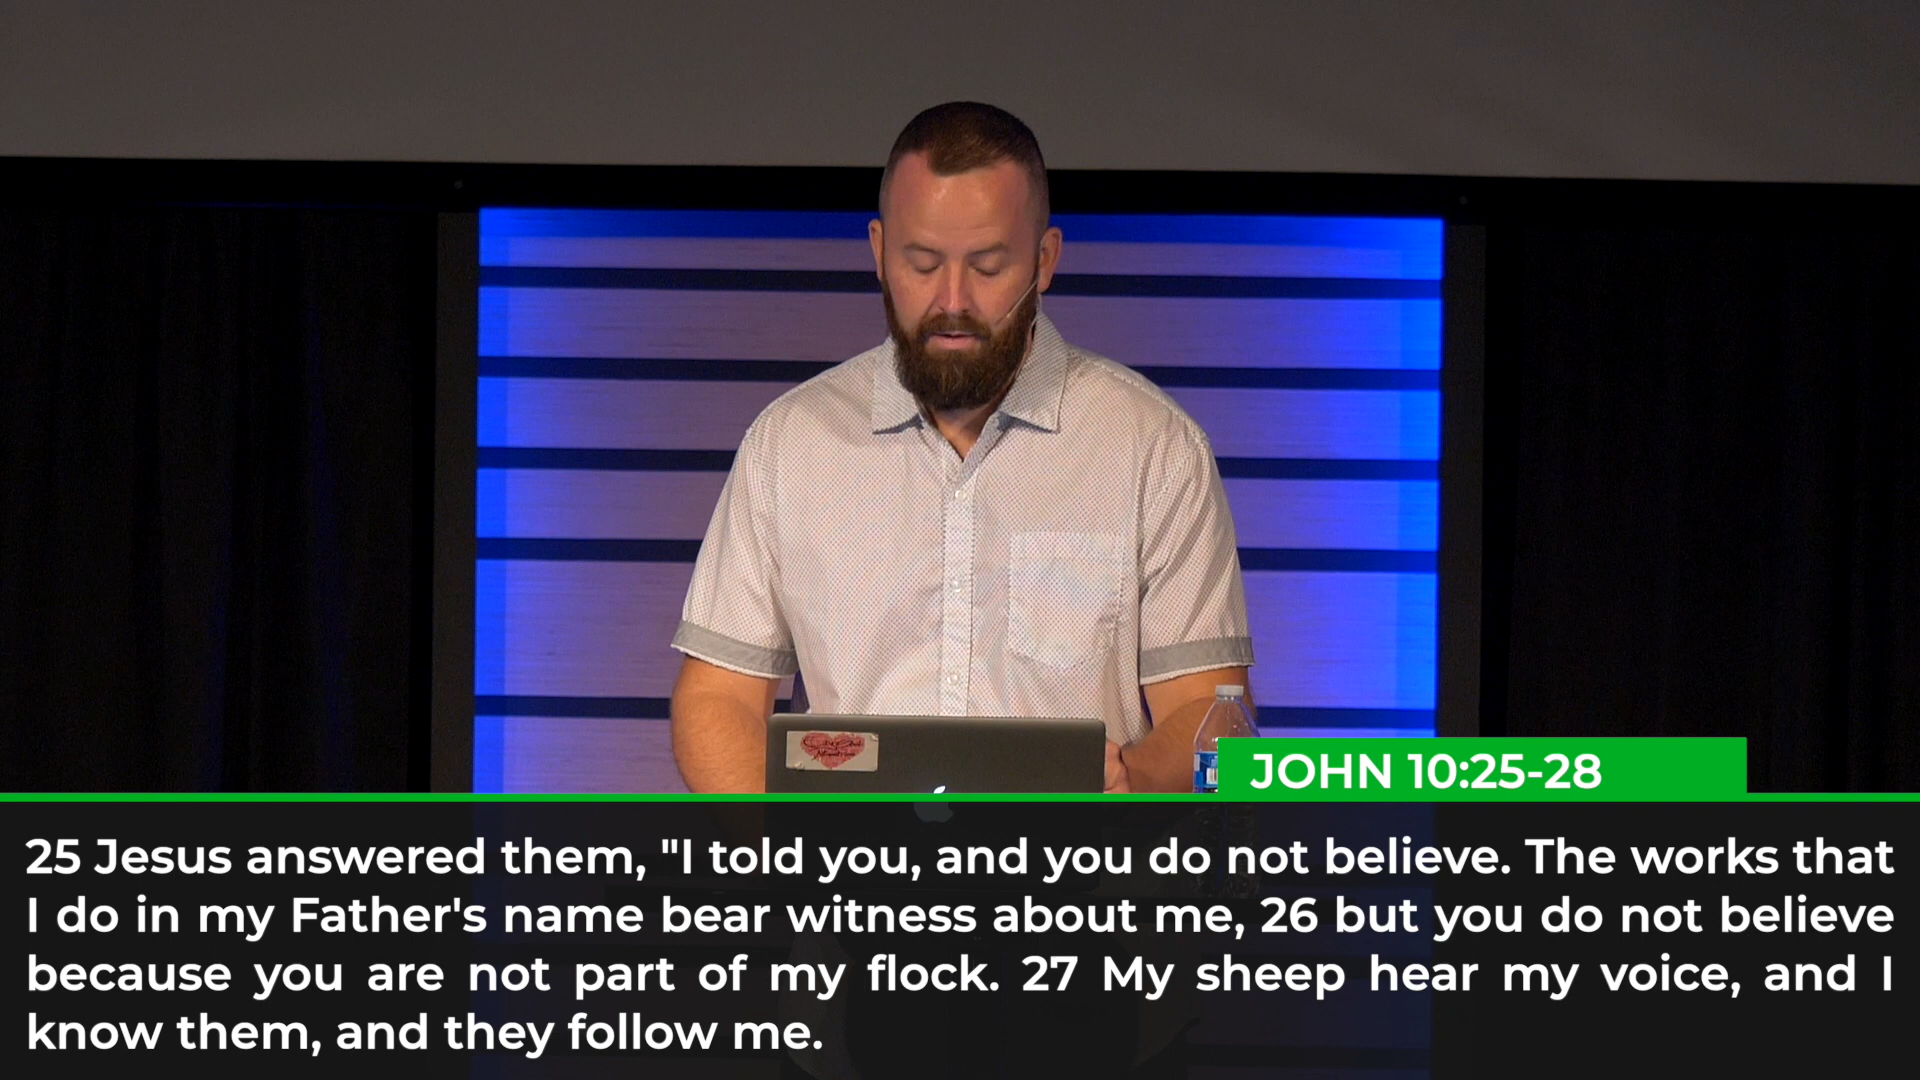 JOHN 10:25-28
25 Jesus answered them, "I told you, and you do not believe. The works that
I do in my Father's name bear witness about me, 26 but you do not believe
because you are not part of my flock. 27 My sheep hear my voice, and I
know them, and they follow me.